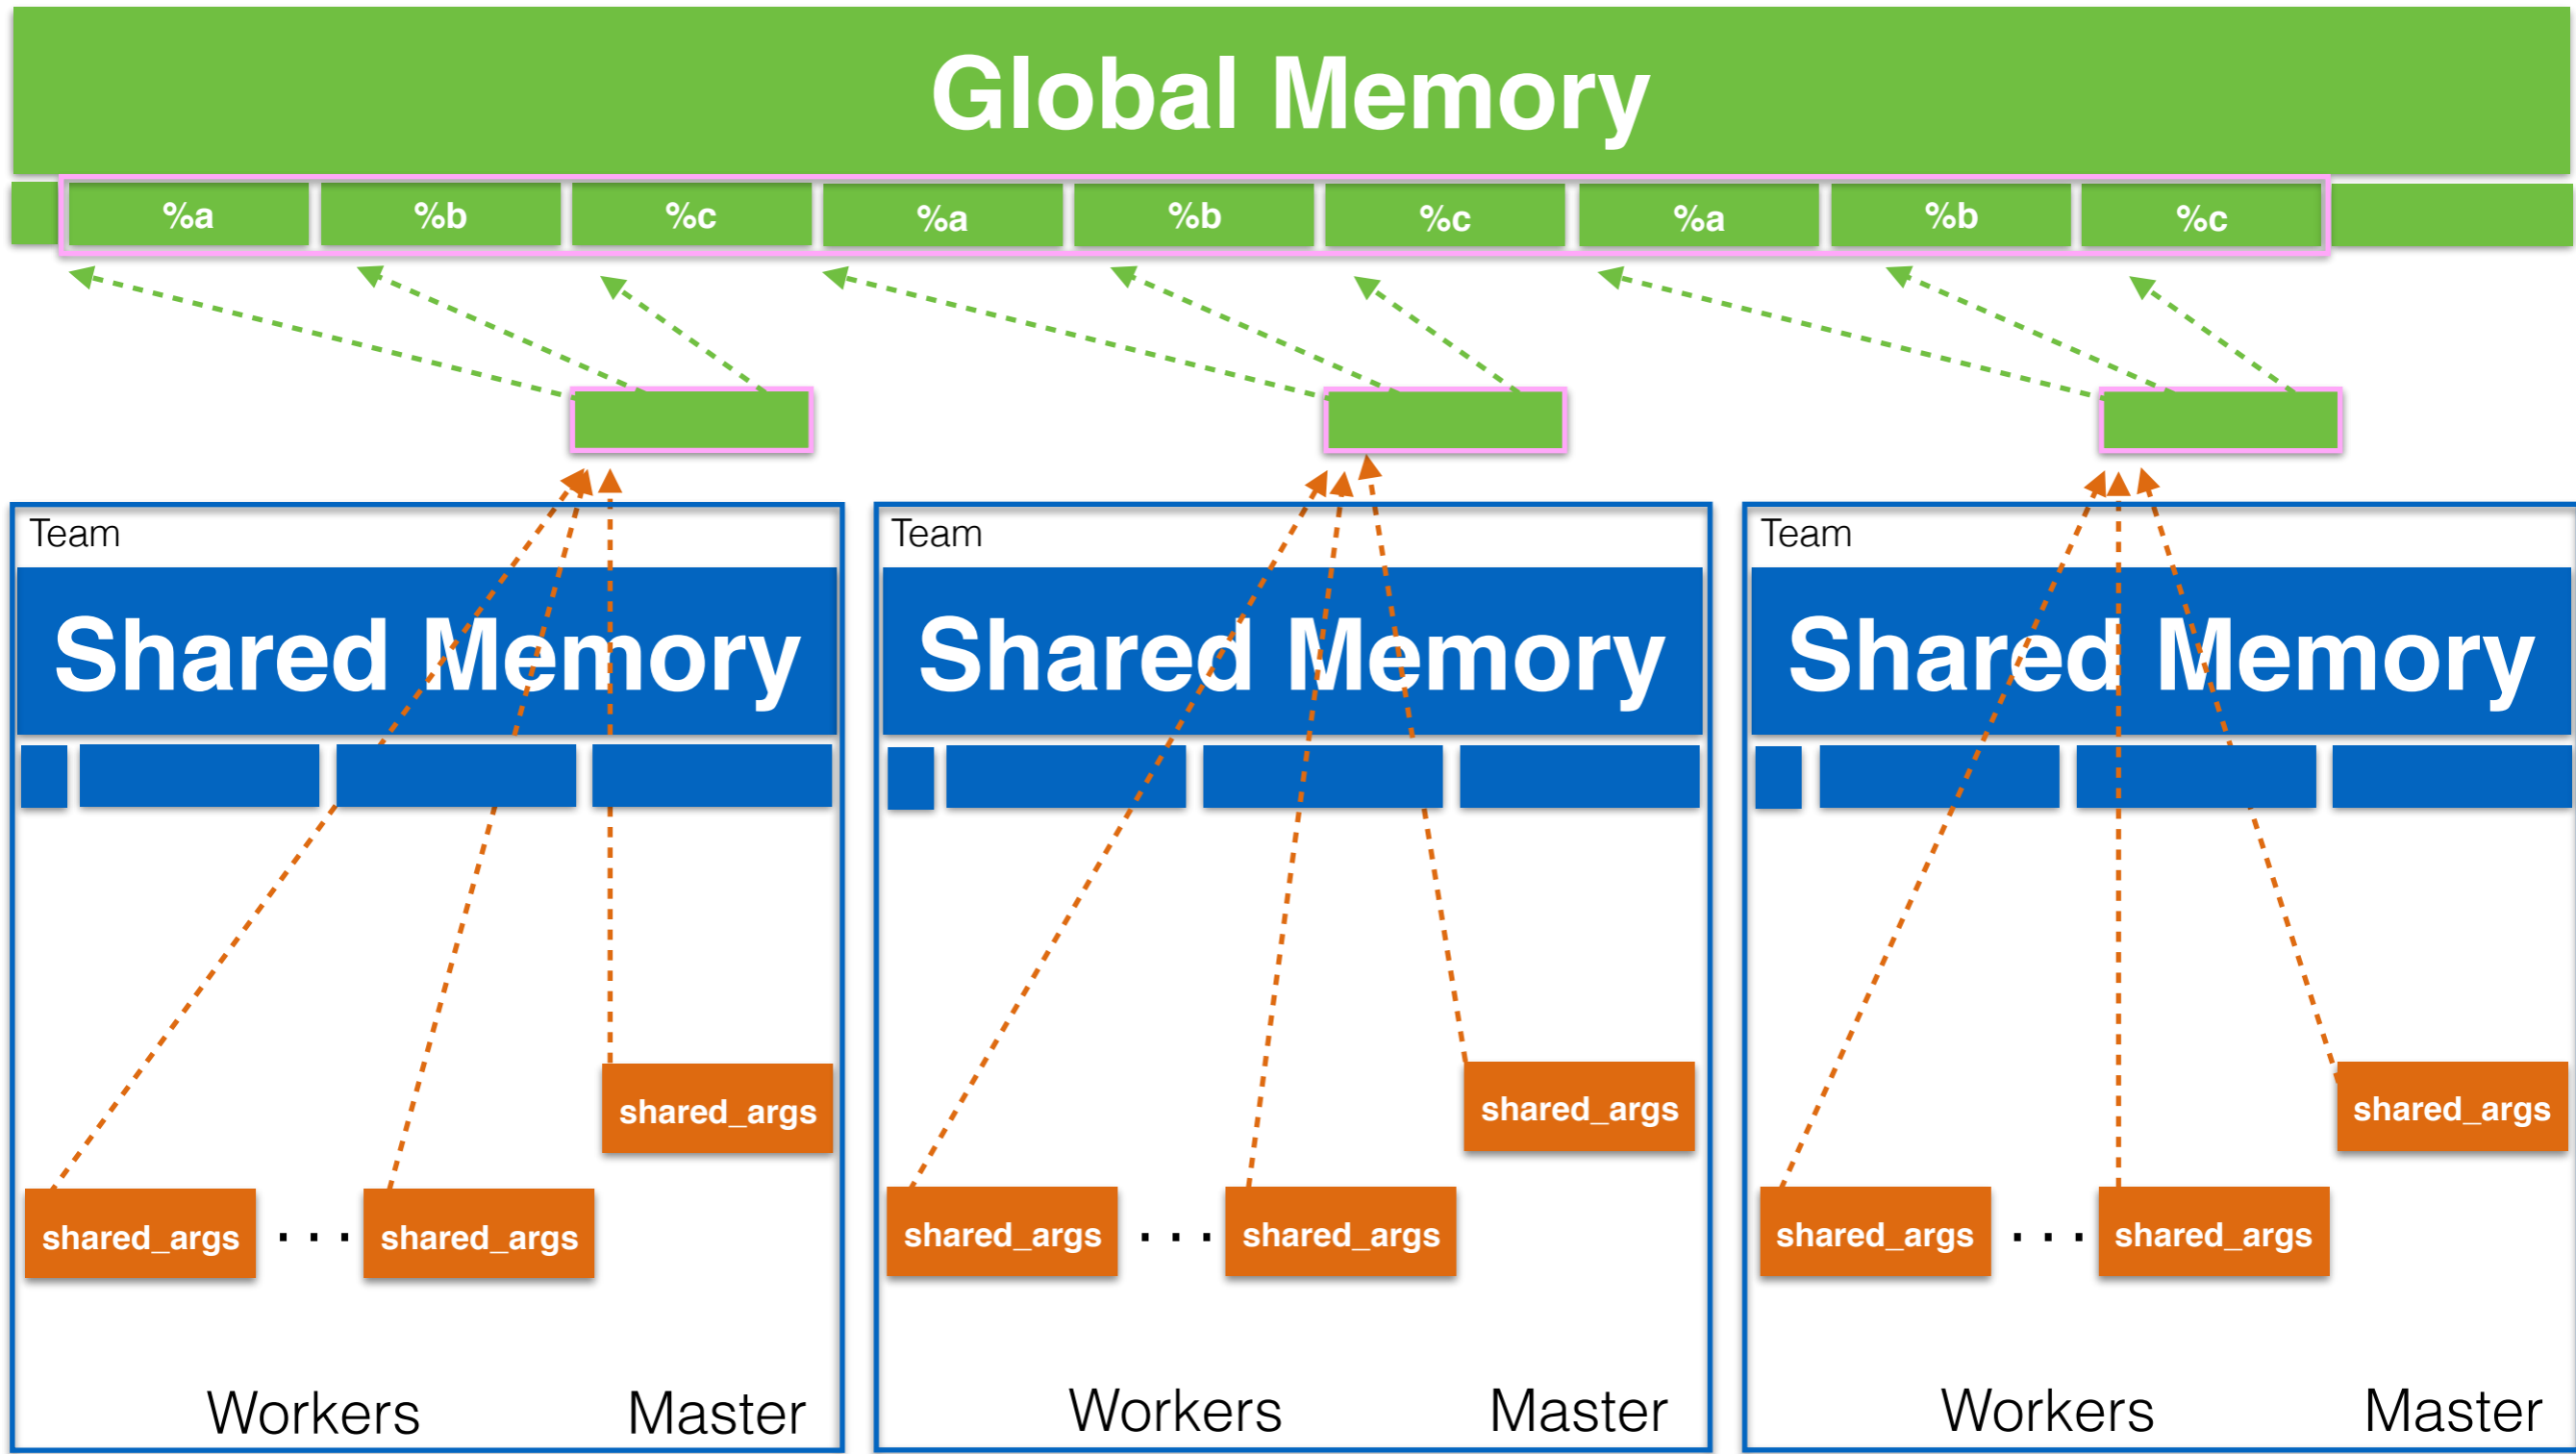 Global Memory
%a %b %c %a %b %c %a %b %c
Team Team Team
Shared Memory Shared Memory Shared Memory
shared_args shared_args shared_args
shared_args ... shared_args shared_args ... shared_args shared_args ... shared_args
Workers Master Workers Master Workers Master